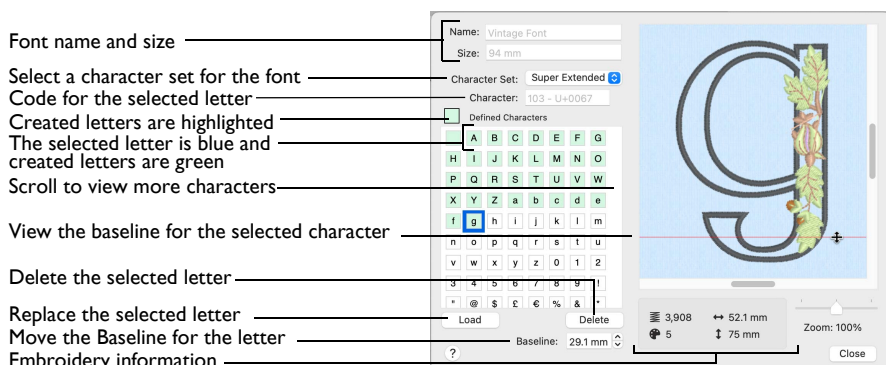 Font name and size
Select a character set for the font
Code for the selected letter
Created letters are highlighted
The selected letter is blue and
created letters are green
Scroll to view more characters
View the baseline for the selected character
Delete the selected letter
Replace the selected letter
Move the Baseline for the letter
Embroidery information
Name: Vintage Font
Size: 94 mm
Character Set: Super Extended
Character: 103 - U+0067
Defined Characters
A B C D E F G
H I J K L M N O
P Q R S T U V W
X Y Z a b c d e
f g h i j k l m
n o p q r s t u
v w x y z 0 1 2
3 4 5 6 7 8 9 !
" @ $ £ € % & *
Load Delete
Baseline: 29.1 mm
?
g
3,908 52.1 mm
5 75 mm
Zoom: 100%
Close